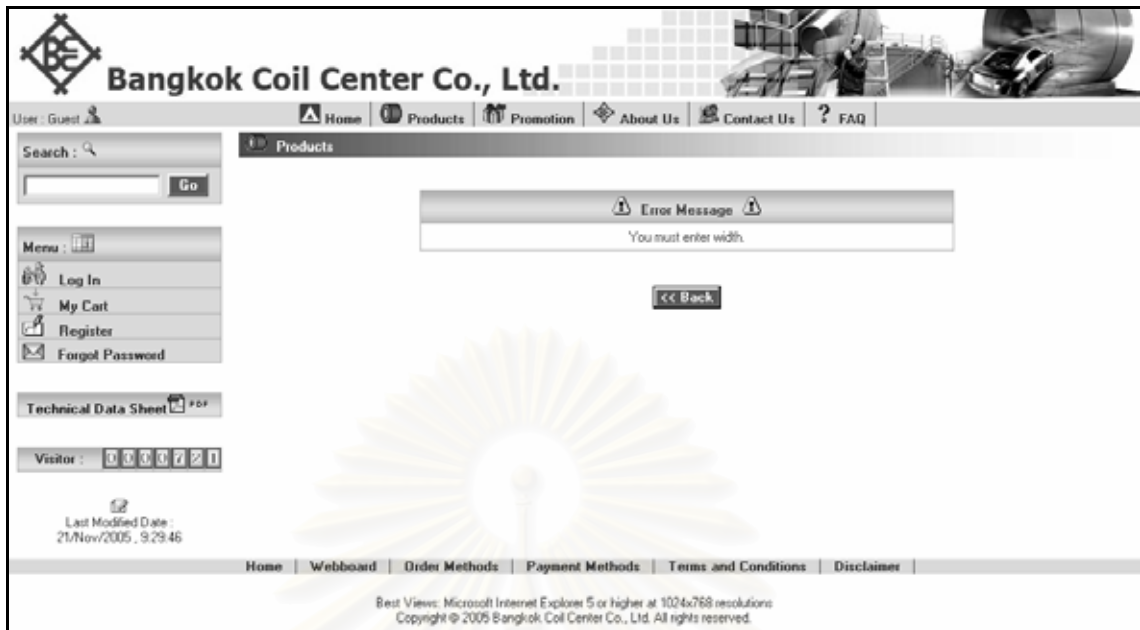 BCC
Bangkok Coil Center Co., Ltd.
User : Guest
Home Products Promotion About Us Contact Us ? FAQ
Search :
Go
Products
Error Message
You must enter width.
<< Back
Menu :
Log In
My Cart
Register
Forgot Password
Technical Data Sheet PDF
Visitor : 0000721
Last Modified Date :
21/Nov/2005 , 9:29:46
Home Webboard Order Methods Payment Methods Terms and Conditions Disclaimer
Best Views: Microsoft Internet Explorer 5 or higher at 1024x768 resolutions
Copyright © 2005 Bangkok Coil Center Co., Ltd. All rights reserved.